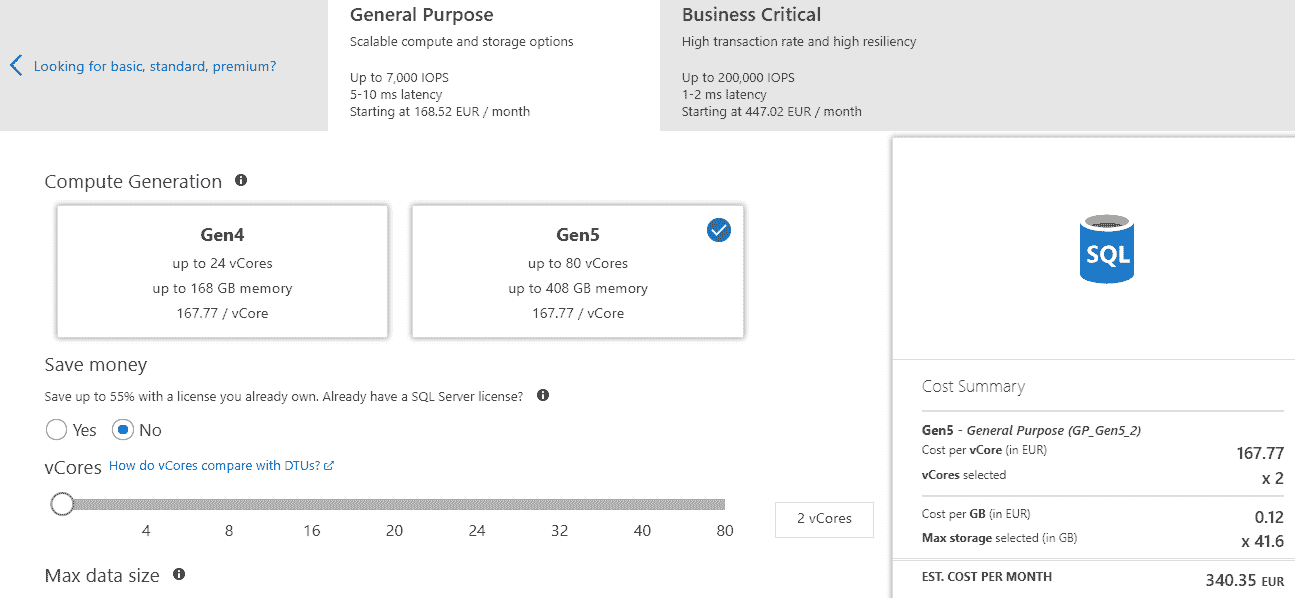 Looking for basic, standard, premium?
General Purpose
Scalable compute and storage options
Up to 7,000 IOPS
5-10 ms latency
Starting at 168.52 EUR / month
Business Critical
High transaction rate and high resiliency
Up to 200,000 IOPS
1-2 ms latency
Starting at 447.02 EUR / month
Compute Generation
Gen4
up to 24 vCores
up to 168 GB memory
167.77 / vCore
Gen5
up to 80 vCores
up to 408 GB memory
167.77 / vCore
Save money
Save up to 55% with a license you already own. Already have a SQL Server license?
Yes No
vCores How do vCores compare with DTUs?
4 8 16 20 24 32 40 80
2 vCores
Max data size
SQL
Cost Summary
Gen5 - General Purpose (GP_Gen5_2)
Cost per vCore (in EUR) 167.77
vCores selected x 2
Cost per GB (in EUR) 0.12
Max storage selected (in GB) x 41.6
EST. COST PER MONTH 340.35 EUR